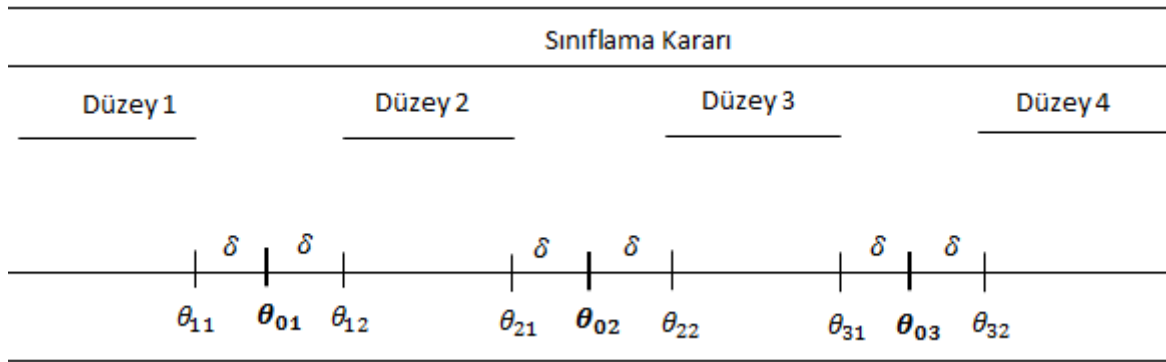 Sınıflama Kararı
Düzey 1 Düzey 2 Düzey 3 Düzey 4
δ δ δ δ δ δ
θ₁₁ θ₀₁ θ₁₂ θ₂₁ θ₀₂ θ₂₂ θ₃₁ θ₀₃ θ₃₂